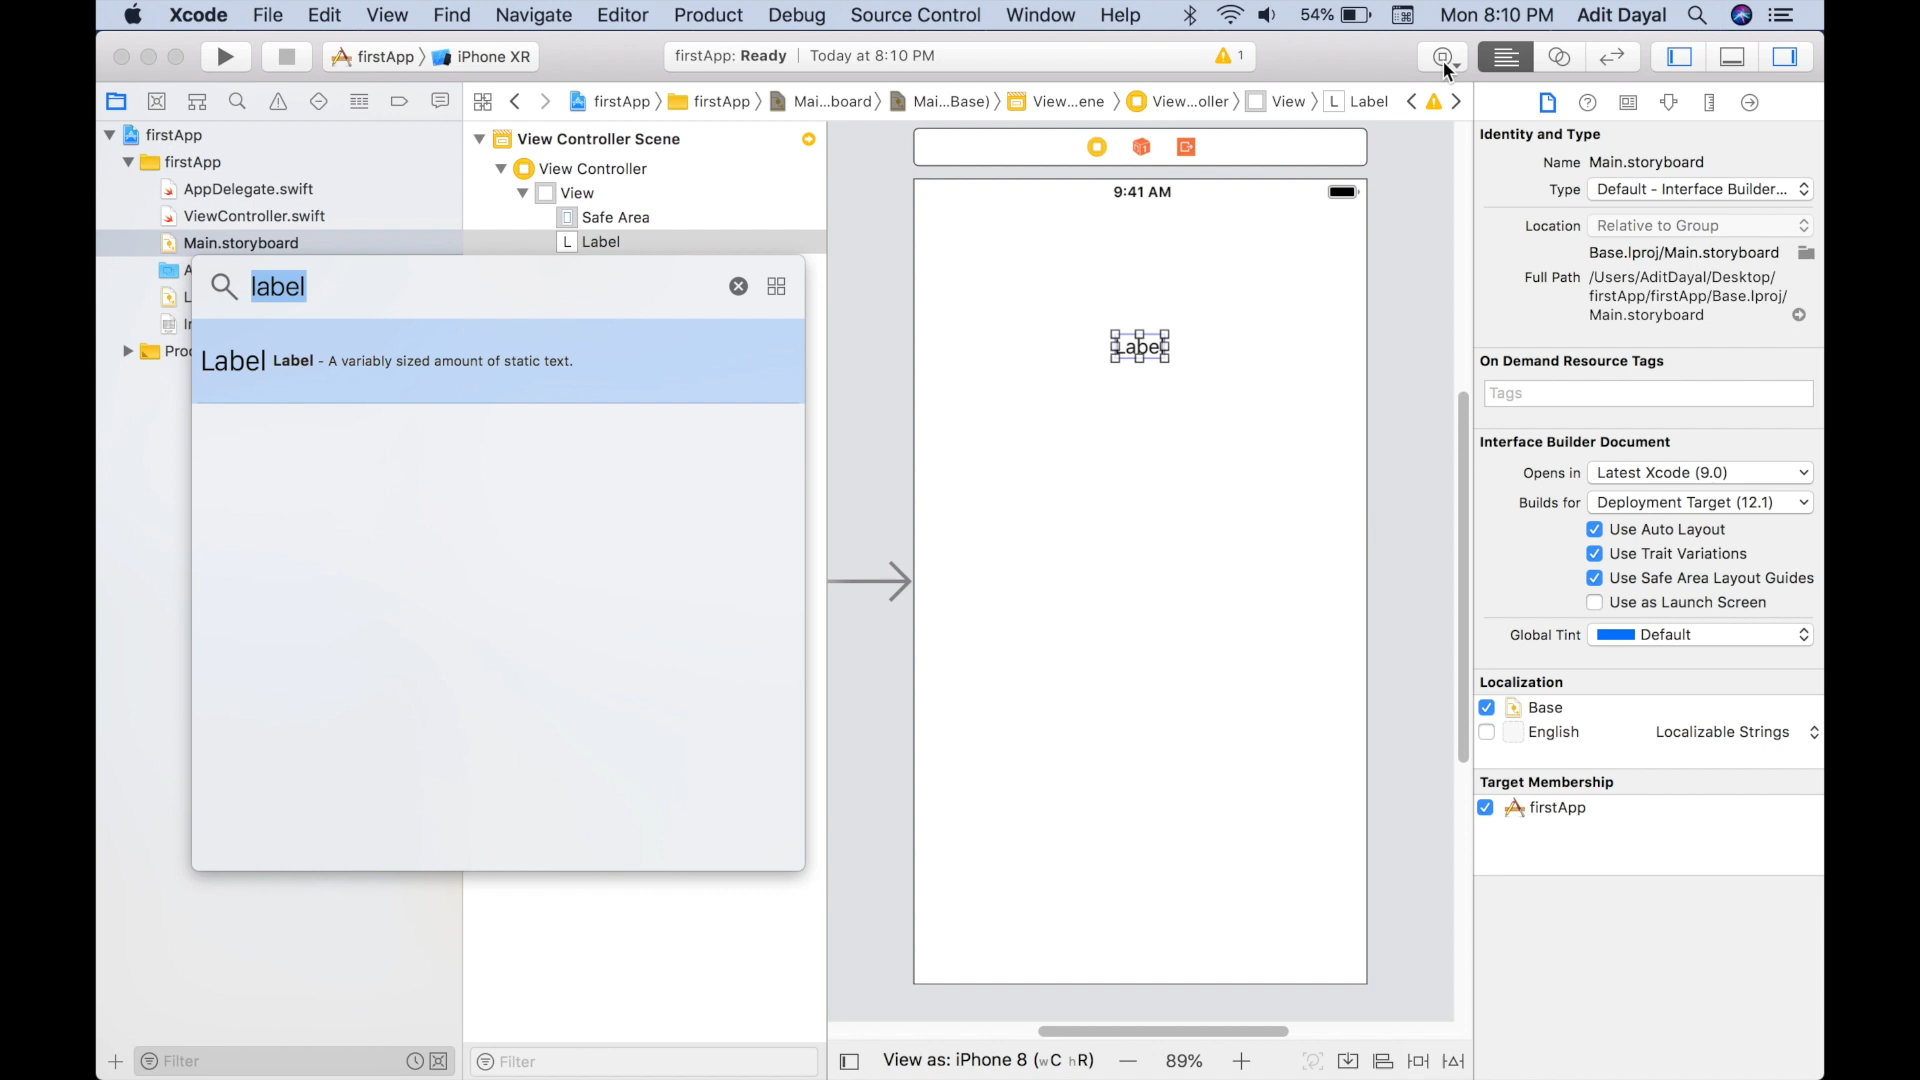 Xcode File Edit View Find Navigate Editor Product Debug Source Control Window Help 54% Mon 8:10 PM Adit Dayal
firstApp iPhone XR firstApp: Ready | Today at 8:10 PM 1
firstApp firstApp Mai...board Mai...Base) View...ene View...oller View L Label
firstApp
firstApp
AppDelegate.swift
ViewController.swift
Main.storyboard
A
L
Proc
View Controller Scene
View Controller
View
Safe Area
L Label
label
Label Label - A variably sized amount of static text.
9:41 AM
Label
Identity and Type
Name Main.storyboard
Type Default - Interface Builder...
Location Relative to Group
Base.lproj/Main.storyboard
Full Path /Users/AditDayal/Desktop/
firstApp/firstApp/Base.lproj/
Main.storyboard
On Demand Resource Tags
Tags
Interface Builder Document
Opens in Latest Xcode (9.0)
Builds for Deployment Target (12.1)
Use Auto Layout
Use Trait Variations
Use Safe Area Layout Guides
Use as Launch Screen
Global Tint Default
Localization
Base
English Localizable Strings
Target Membership
firstApp
Filter
Filter
View as: iPhone 8 (wC hR) — 89% +